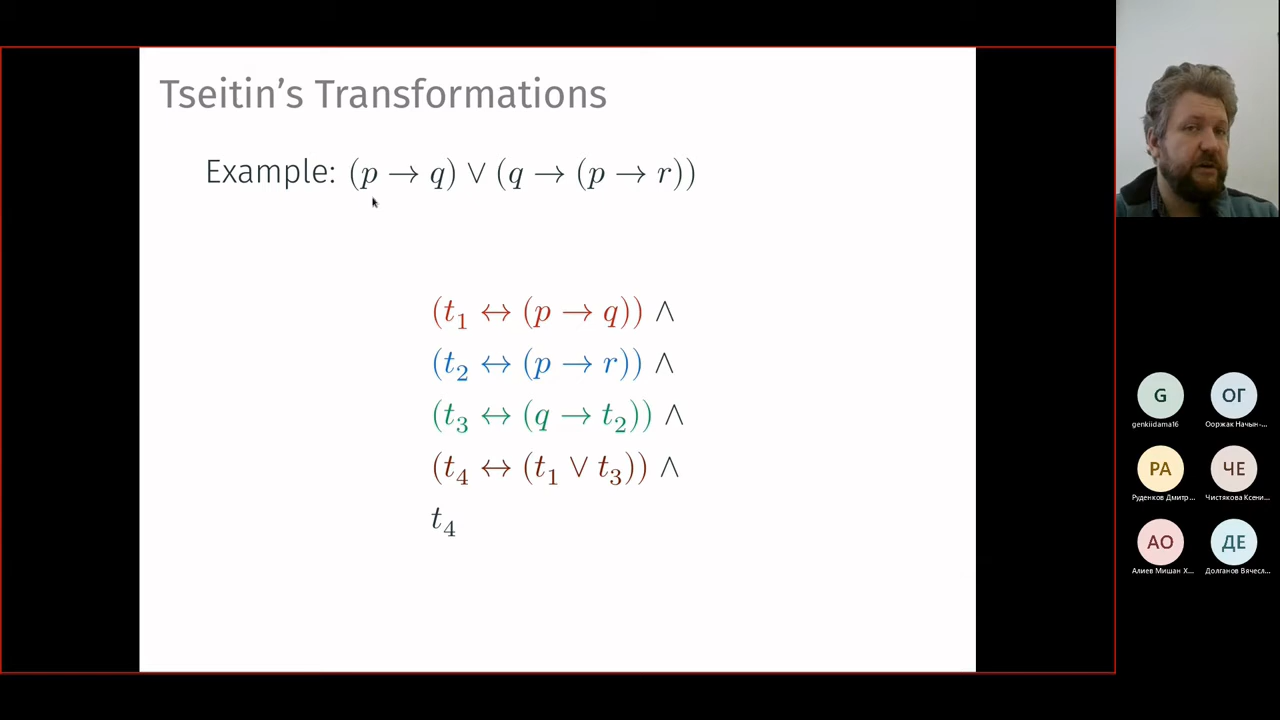 Tseitin's Transformations
Example: (p → q) ∨ (q → (p → r))
(t₁ ↔ (p → q)) ∧
(t₂ ↔ (p → r)) ∧
(t₃ ↔ (q → t₂)) ∧
(t₄ ↔ (t₁ ∨ t₃)) ∧
t₄
G ОГ
genkiidama16 Ооржак Начын-...
РА ЧЕ
Руденков Дмитр... Чистякова Ксени...
АО ДЕ
Алиев Мишан Х... Долганов Вячесл...